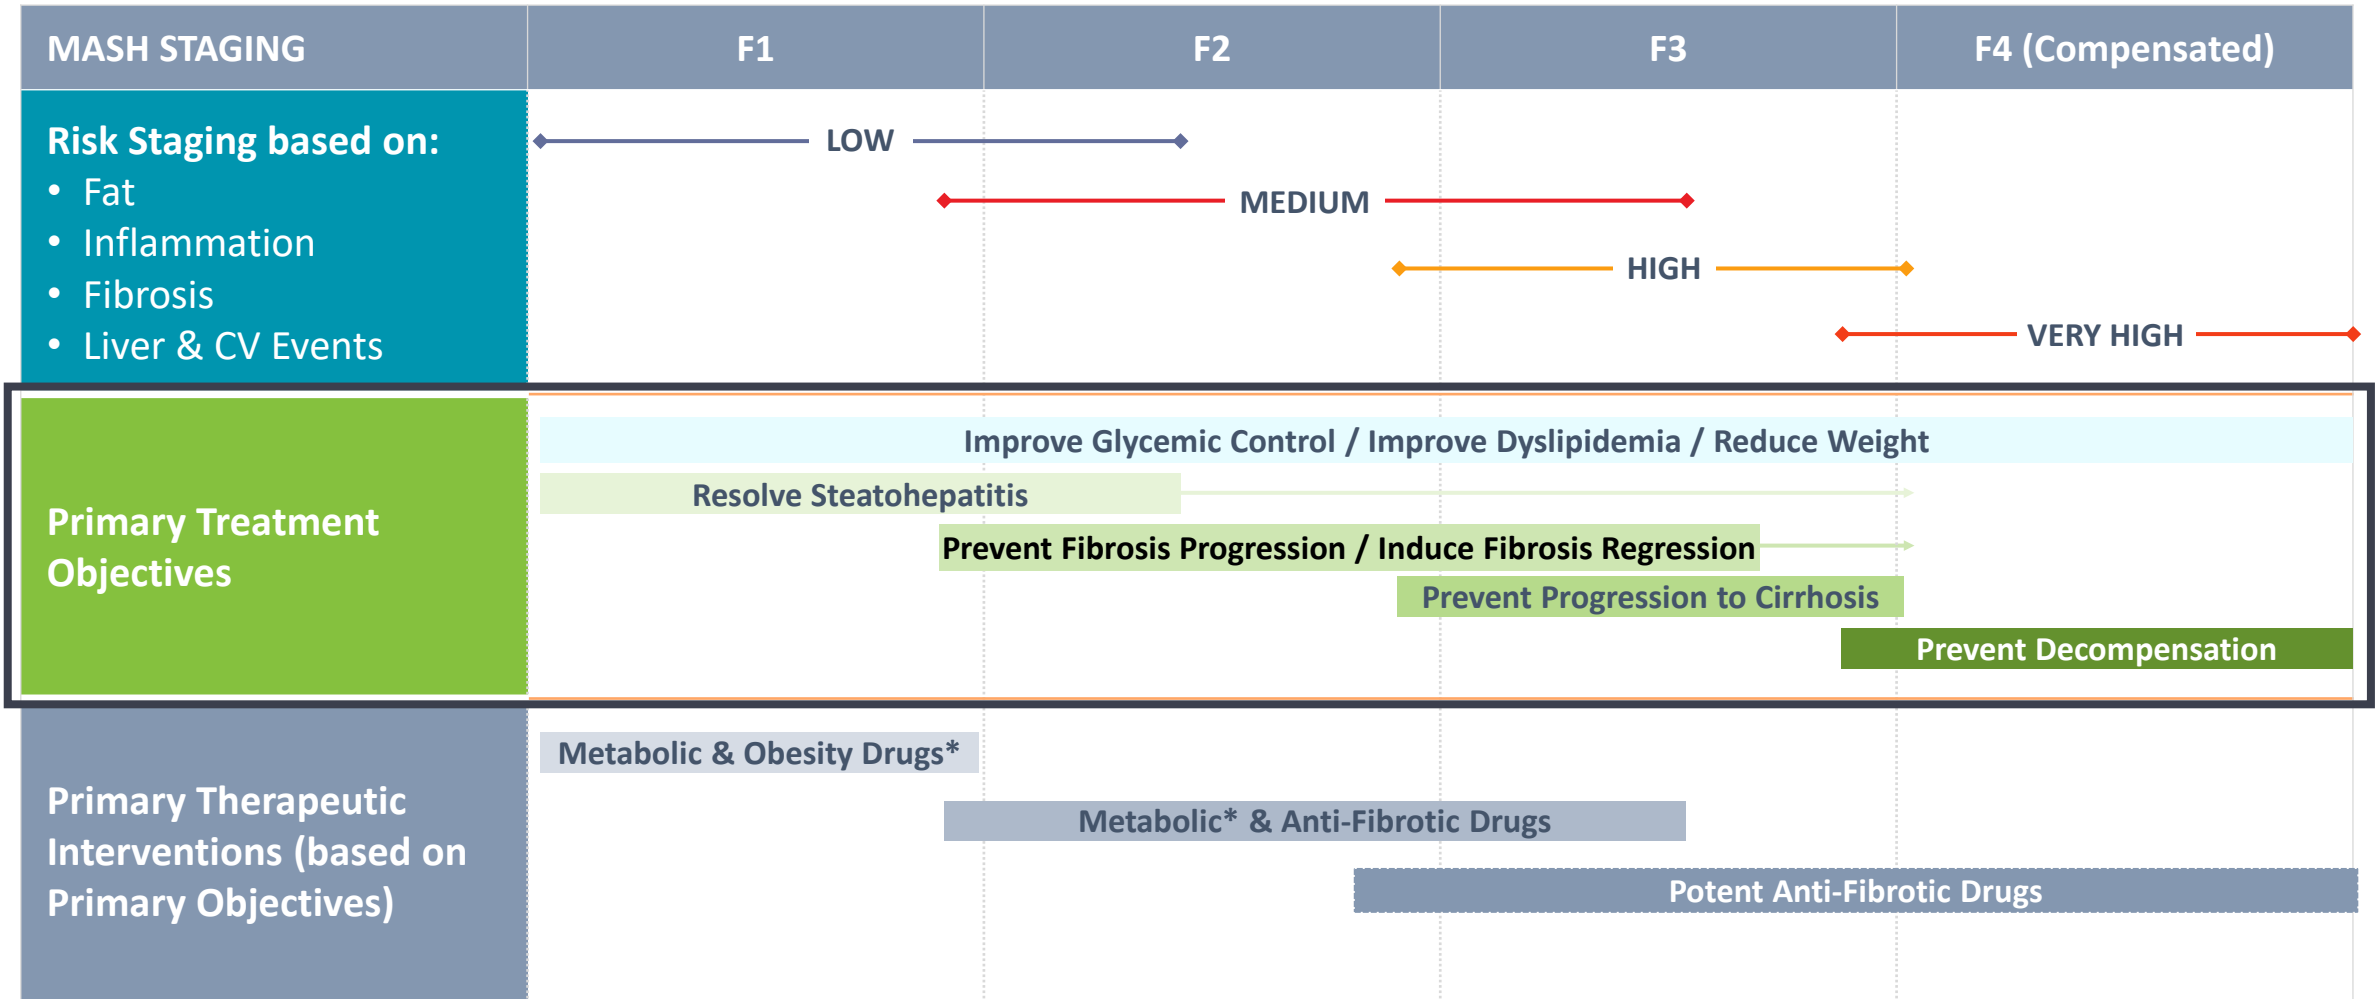 MASH STAGING
F1
F2
F3
F4 (Compensated)
Risk Staging based on:
• Fat
• Inflammation
• Fibrosis
• Liver & CV Events
LOW
MEDIUM
HIGH
VERY HIGH
Primary Treatment
Objectives
Improve Glycemic Control / Improve Dyslipidemia / Reduce Weight
Resolve Steatohepatitis
Prevent Fibrosis Progression / Induce Fibrosis Regression
Prevent Progression to Cirrhosis
Prevent Decompensation
Primary Therapeutic
Interventions (based on
Primary Objectives)
Metabolic & Obesity Drugs*
Metabolic* & Anti-Fibrotic Drugs
Potent Anti-Fibrotic Drugs